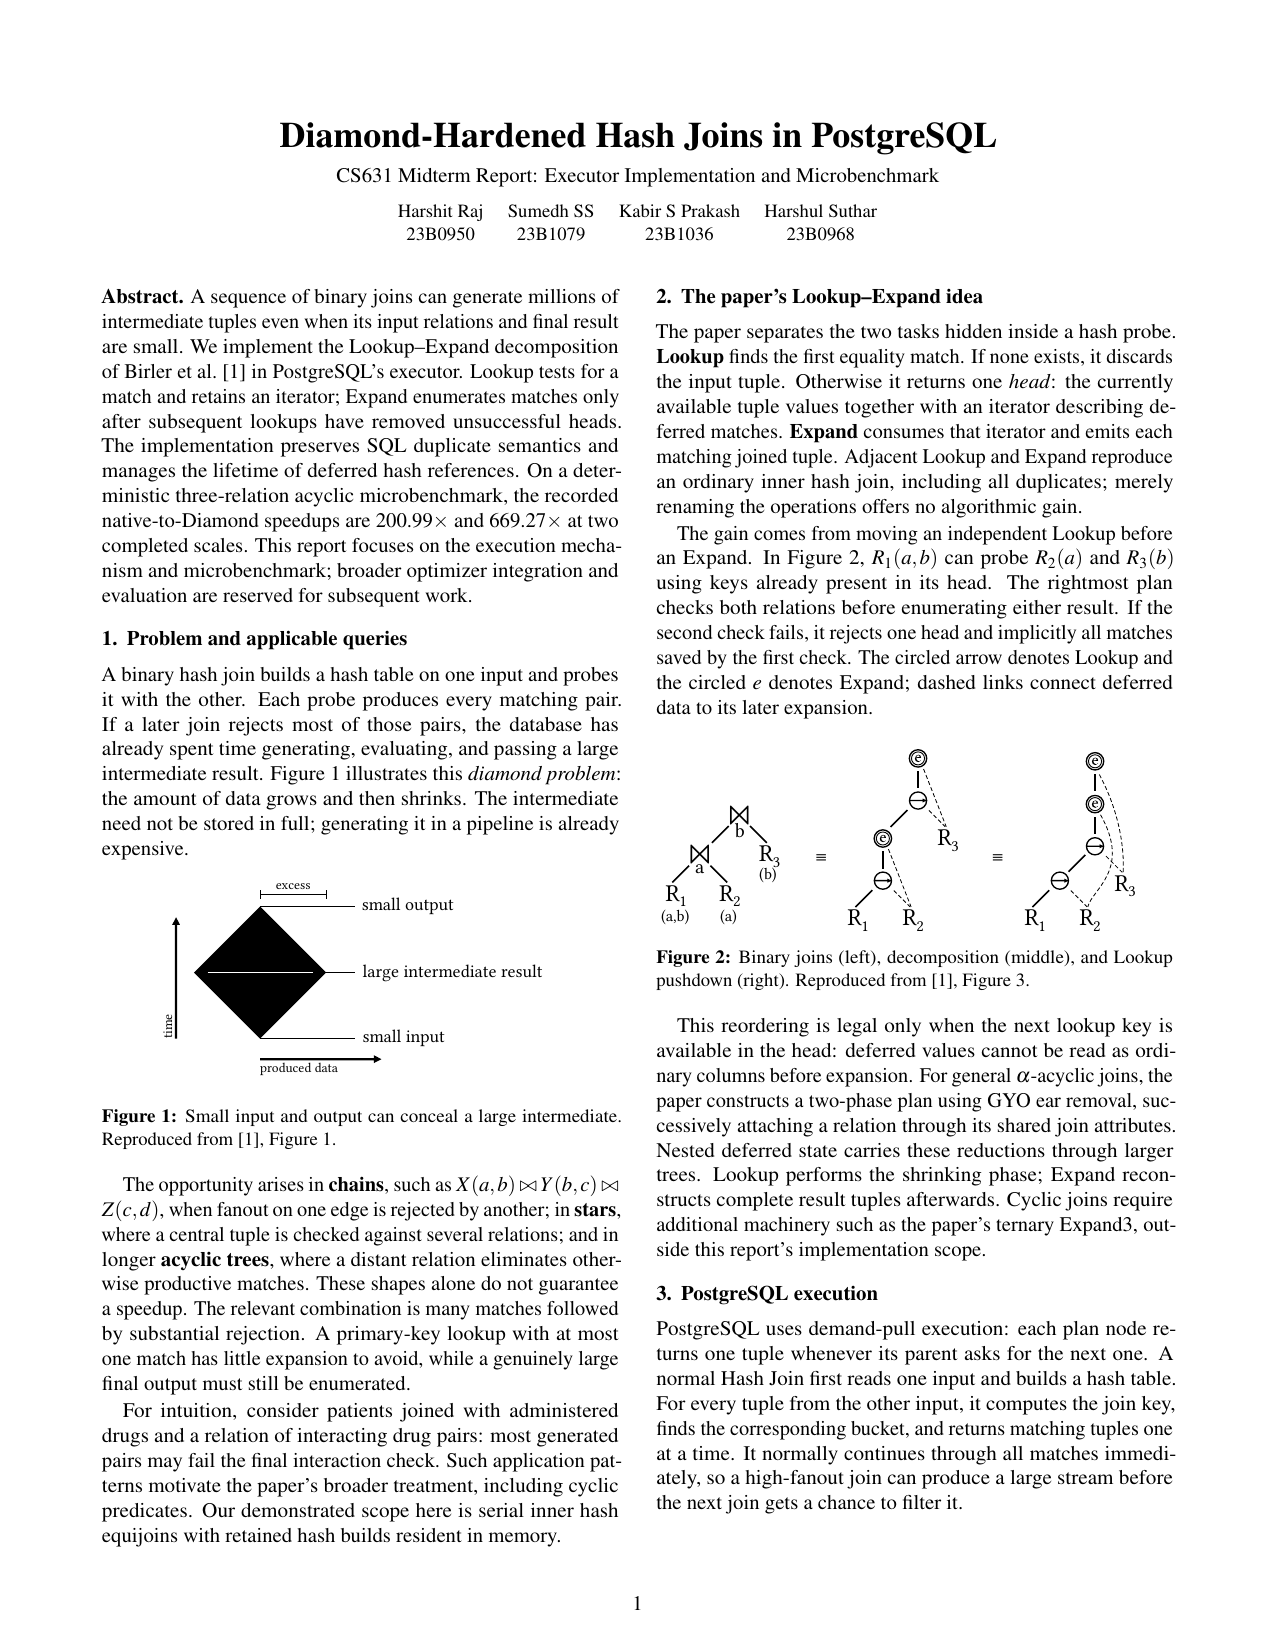 Diamond-Hardened Hash Joins in PostgreSQL
CS631 Midterm Report: Executor Implementation and Microbenchmark
Harshit Raj Sumedh SS Kabir S Prakash Harshul Suthar
23B0950 23B1079 23B1036 23B0968
Abstract. A sequence of binary joins can generate millions of
intermediate tuples even when its input relations and final result
are small. We implement the Lookup–Expand decomposition
of Birler et al. [1] in PostgreSQL's executor. Lookup tests for a
match and retains an iterator; Expand enumerates matches only
after subsequent lookups have removed unsuccessful heads.
The implementation preserves SQL duplicate semantics and
manages the lifetime of deferred hash references. On a deter-
ministic three-relation acyclic microbenchmark, the recorded
native-to-Diamond speedups are 200.99× and 669.27× at two
completed scales. This report focuses on the execution mecha-
nism and microbenchmark; broader optimizer integration and
evaluation are reserved for subsequent work.
1. Problem and applicable queries
A binary hash join builds a hash table on one input and probes
it with the other. Each probe produces every matching pair.
If a later join rejects most of those pairs, the database has
already spent time generating, evaluating, and passing a large
intermediate result. Figure 1 illustrates this diamond problem:
the amount of data grows and then shrinks. The intermediate
need not be stored in full; generating it in a pipeline is already
expensive.
excess
small output
large intermediate result
time
small input
produced data
Figure 1: Small input and output can conceal a large intermediate.
Reproduced from [1], Figure 1.
The opportunity arises in chains, such as X(a,b) ⋈ Y(b,c) ⋈
Z(c,d), when fanout on one edge is rejected by another; in stars,
where a central tuple is checked against several relations; and in
longer acyclic trees, where a distant relation eliminates other-
wise productive matches. These shapes alone do not guarantee
a speedup. The relevant combination is many matches followed
by substantial rejection. A primary-key lookup with at most
one match has little expansion to avoid, while a genuinely large
final output must still be enumerated.
For intuition, consider patients joined with administered
drugs and a relation of interacting drug pairs: most generated
pairs may fail the final interaction check. Such application pat-
terns motivate the paper's broader treatment, including cyclic
predicates. Our demonstrated scope here is serial inner hash
equijoins with retained hash builds resident in memory.
2. The paper's Lookup–Expand idea
The paper separates the two tasks hidden inside a hash probe.
Lookup finds the first equality match. If none exists, it discards
the input tuple. Otherwise it returns one head: the currently
available tuple values together with an iterator describing de-
ferred matches. Expand consumes that iterator and emits each
matching joined tuple. Adjacent Lookup and Expand reproduce
an ordinary inner hash join, including all duplicates; merely
renaming the operations offers no algorithmic gain.
The gain comes from moving an independent Lookup before
an Expand. In Figure 2, R₁(a,b) can probe R₂(a) and R₃(b)
using keys already present in its head. The rightmost plan
checks both relations before enumerating either result. If the
second check fails, it rejects one head and implicitly all matches
saved by the first check. The circled arrow denotes Lookup and
the circled e denotes Expand; dashed links connect deferred
data to its later expansion.
⋈ b
⋈ a R₃ (b)
R₁ R₂
(a,b) (a)
≡
e
e R₃
R₁ R₂
≡
e
e
R₃
R₁ R₂
Figure 2: Binary joins (left), decomposition (middle), and Lookup
pushdown (right). Reproduced from [1], Figure 3.
This reordering is legal only when the next lookup key is
available in the head: deferred values cannot be read as ordi-
nary columns before expansion. For general α-acyclic joins, the
paper constructs a two-phase plan using GYO ear removal, suc-
cessively attaching a relation through its shared join attributes.
Nested deferred state carries these reductions through larger
trees. Lookup performs the shrinking phase; Expand recon-
structs complete result tuples afterwards. Cyclic joins require
additional machinery such as the paper's ternary Expand3, out-
side this report's implementation scope.
3. PostgreSQL execution
PostgreSQL uses demand-pull execution: each plan node re-
turns one tuple whenever its parent asks for the next one. A
normal Hash Join first reads one input and builds a hash table.
For every tuple from the other input, it computes the join key,
finds the corresponding bucket, and returns matching tuples one
at a time. It normally continues through all matches immedi-
ately, so a high-fanout join can produce a large stream before
the next join gets a chance to filter it.
1